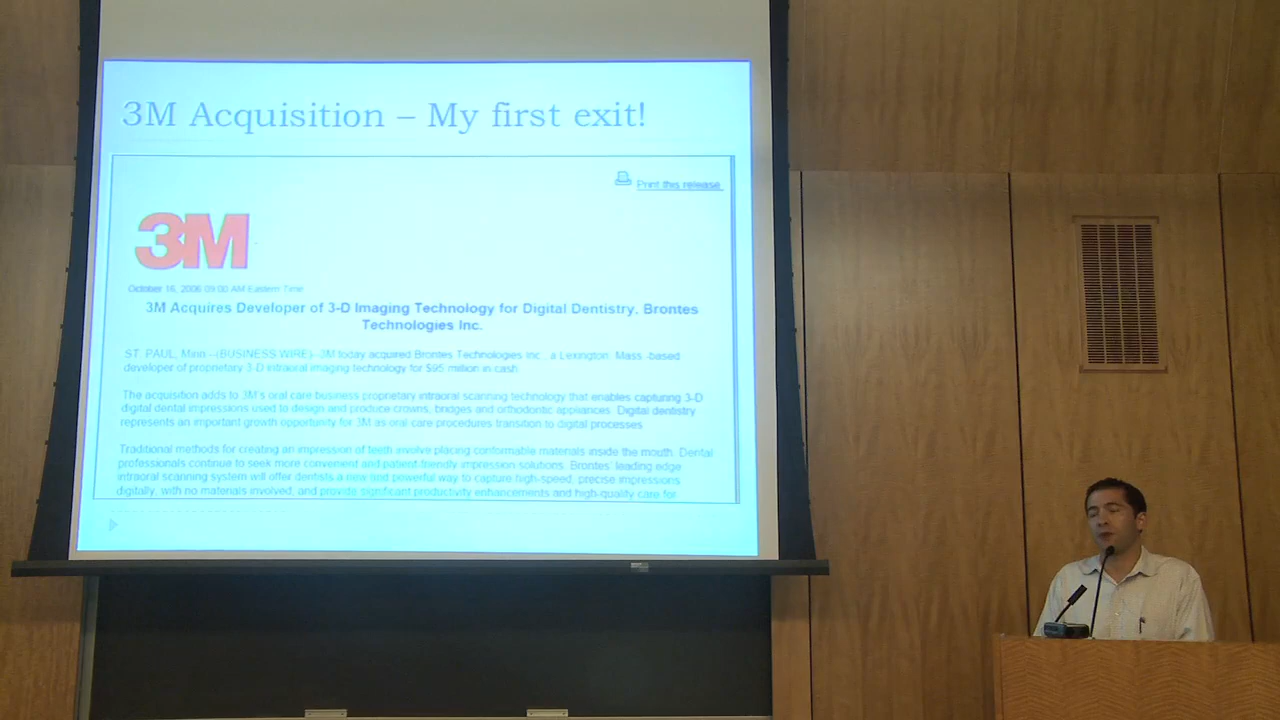 3M Acquisition – My first exit!
Print this release
3M
October 16, 2006 09:00 AM Eastern Time
3M Acquires Developer of 3-D Imaging Technology for Digital Dentistry, Brontes
Technologies Inc.
ST. PAUL, Minn.--(BUSINESS WIRE)--3M today acquired Brontes Technologies Inc., a Lexington, Mass.-based
developer of proprietary 3-D intraoral imaging technology for $95 million in cash.
The acquisition adds to 3M's oral care business proprietary intraoral scanning technology that enables capturing 3-D
digital dental impressions used to design and produce crowns, bridges and orthodontic appliances. Digital dentistry
represents an important growth opportunity for 3M as oral care procedures transition to digital processes.
Traditional methods for creating an impression of teeth involve placing conformable materials inside the mouth. Dental
professionals continue to seek more convenient and patient-friendly impression solutions. Brontes' leading edge
intraoral scanning system will offer dentists a new and powerful way to capture high-speed, precise impressions
digitally, with no materials involved, and provide significant productivity enhancements and high-quality care for